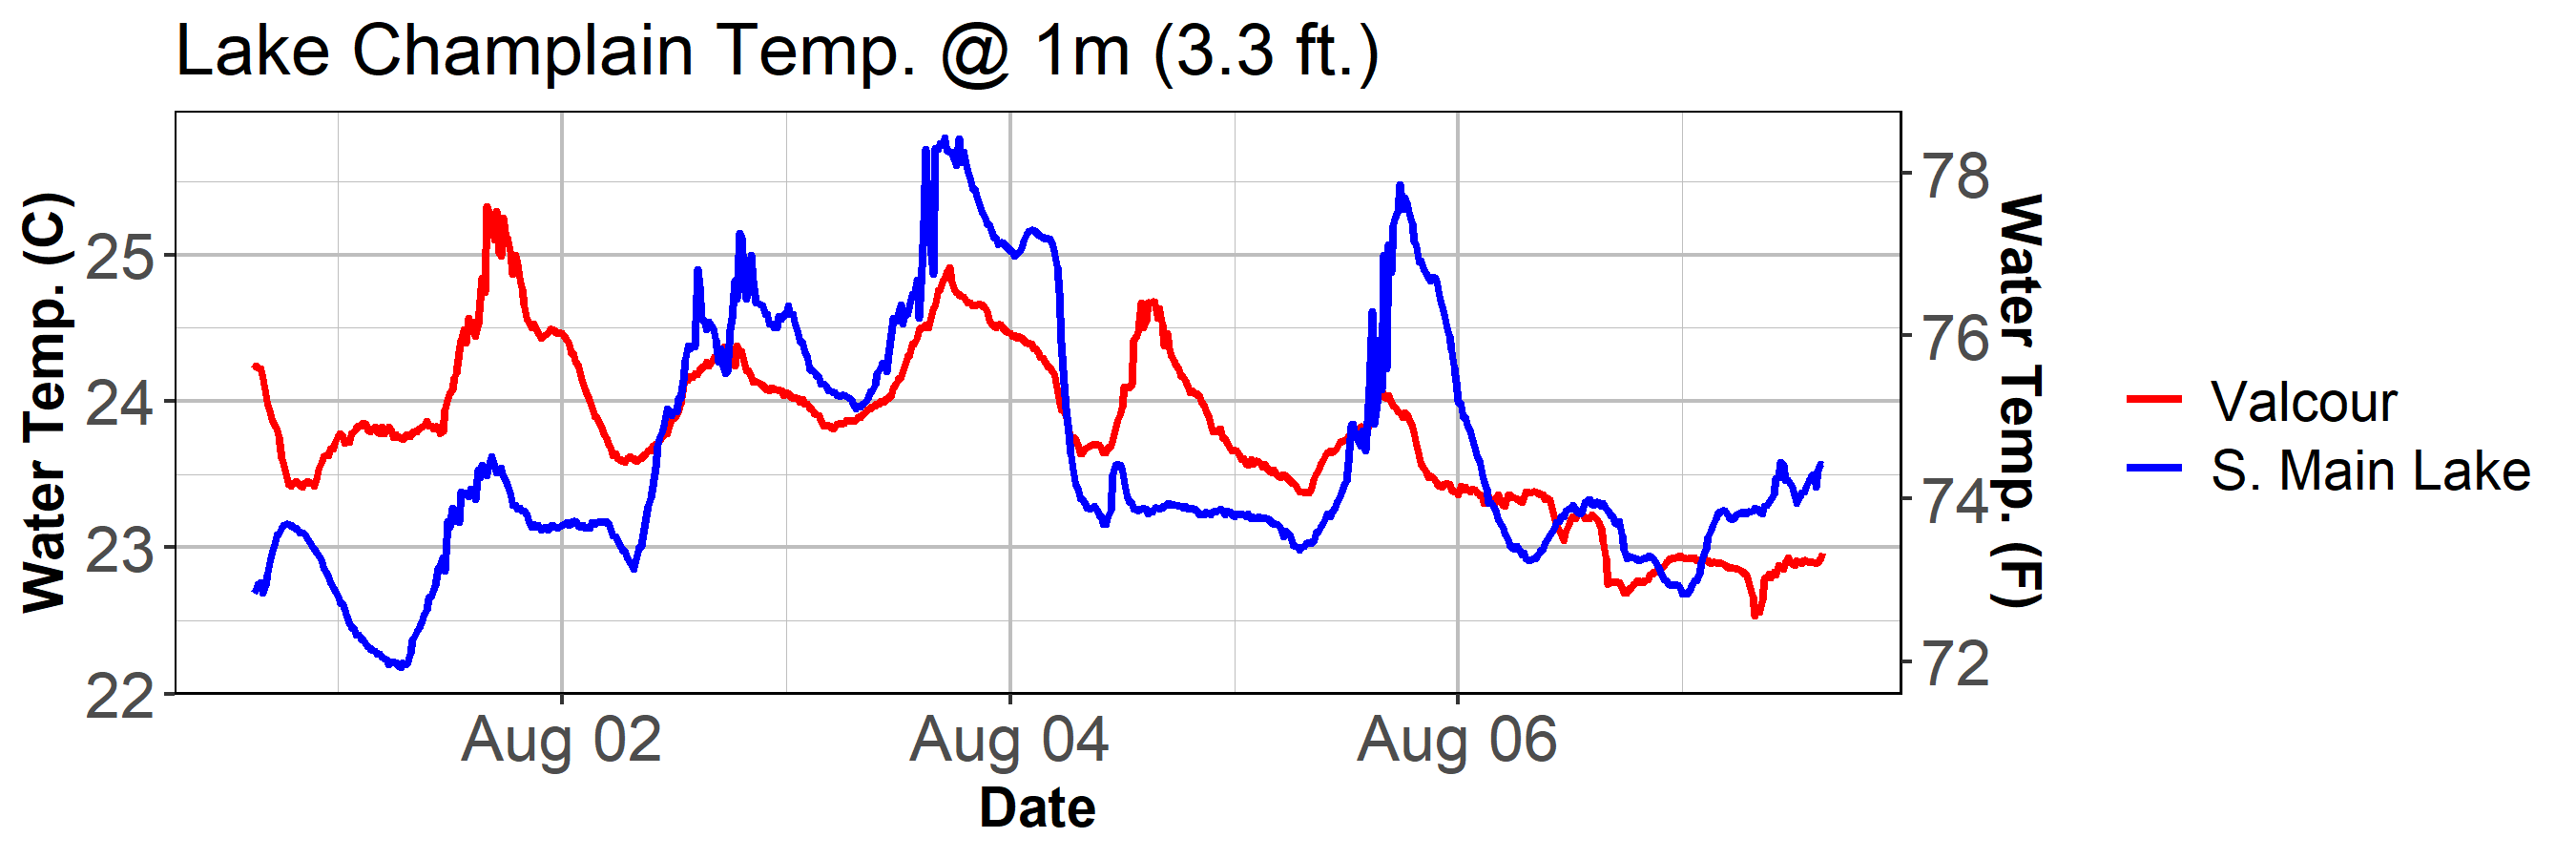 Lake Champlain Temp. @ 1m (3.3 ft.)
Water Temp. (C)
25
24
23
22
78
76
74
72
Water Temp. (F)
Aug 02
Aug 04
Aug 06
Date
Valcour
S. Main Lake